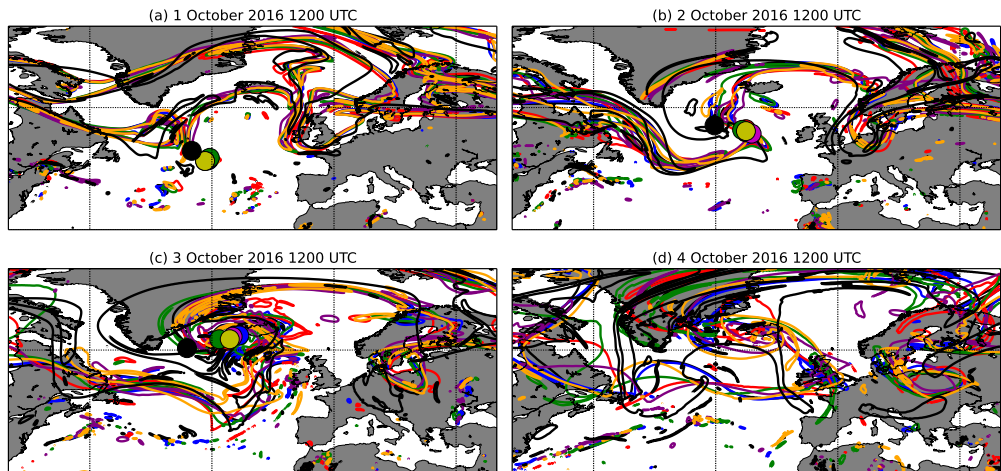 (a) 1 October 2016 1200 UTC
(b) 2 October 2016 1200 UTC
(c) 3 October 2016 1200 UTC
(d) 4 October 2016 1200 UTC